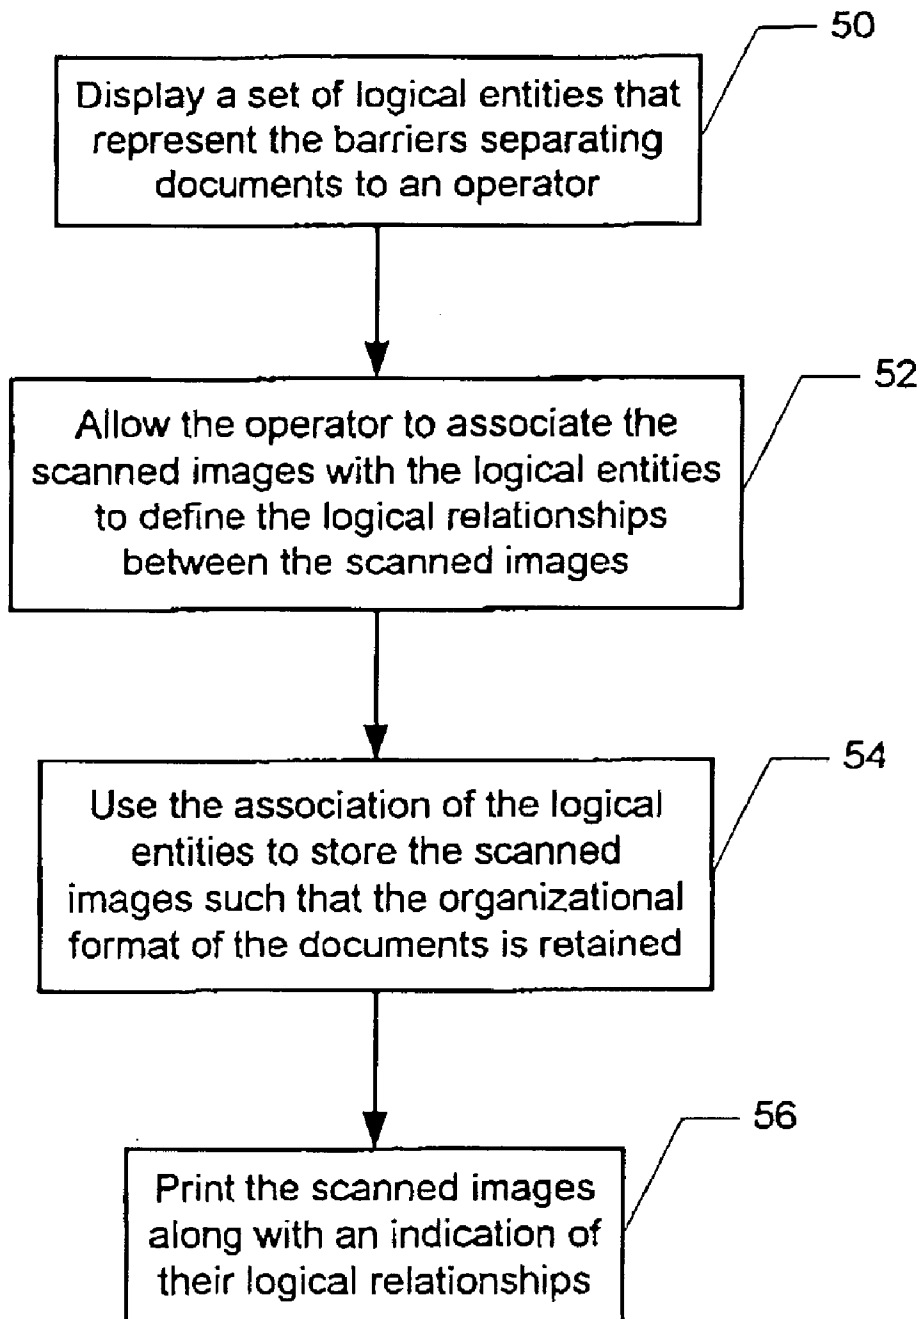 50
Display a set of logical entities that
represent the barriers separating
documents to an operator
52
Allow the operator to associate the
scanned images with the logical entities
to define the logical relationships
between the scanned images
54
Use the association of the logical
entities to store the scanned
images such that the organizational
format of the documents is retained
56
Print the scanned images
along with an indication of
their logical relationships